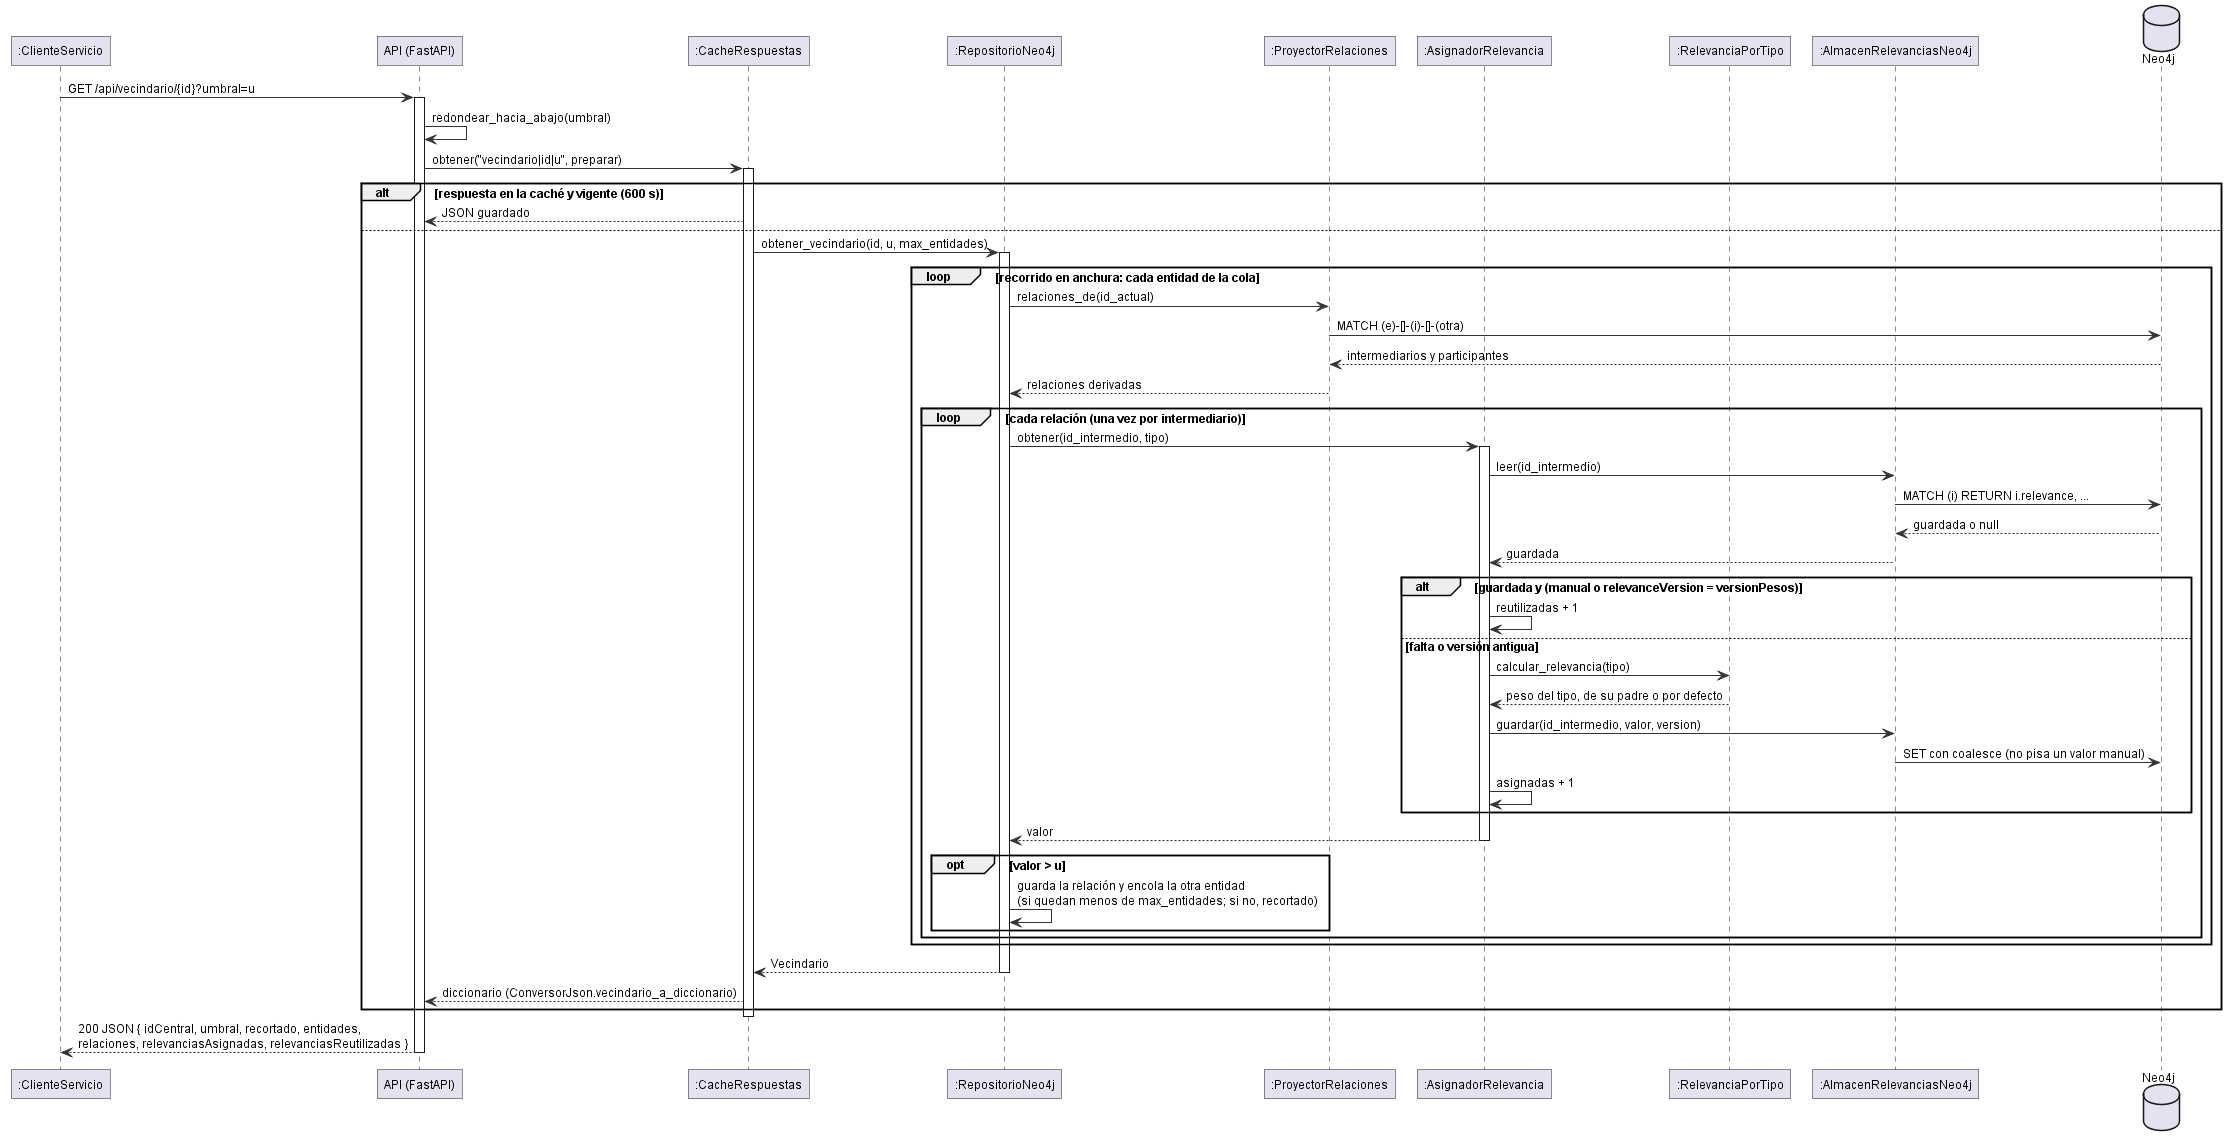 :ClienteServicio
API (FastAPI)
:CacheRespuestas
:RepositorioNeo4j
:ProyectorRelaciones
:AsignadorRelevancia
:RelevanciaPorTipo
:AlmacenRelevanciasNeo4j
Neo4j
GET /api/vecindario/{id}?umbral=u
redondear_hacia_abajo(umbral)
obtener("vecindario|id|u", preparar)
alt [respuesta en la caché y vigente (600 s)]
JSON guardado
obtener_vecindario(id, u, max_entidades)
loop [recorrido en anchura: cada entidad de la cola]
relaciones_de(id_actual)
MATCH (e)-[]-(i)-[]-(otra)
intermediarios y participantes
relaciones derivadas
loop [cada relación (una vez por intermediario)]
obtener(id_intermedio, tipo)
leer(id_intermedio)
MATCH (i) RETURN i.relevance, ...
guardada o null
guardada
alt [guardada y (manual o relevanceVersion = versionPesos)]
reutilizadas + 1
[falta o versión antigua]
calcular_relevancia(tipo)
peso del tipo, de su padre o por defecto
guardar(id_intermedio, valor, version)
SET con coalesce (no pisa un valor manual)
asignadas + 1
valor
opt [valor > u]
guarda la relación y encola la otra entidad
(si quedan menos de max_entidades; si no, recortado)
Vecindario
diccionario (ConversorJson.vecindario_a_diccionario)
200 JSON { idCentral, umbral, recortado, entidades,
relaciones, relevanciasAsignadas, relevanciasReutilizadas }
:ClienteServicio
API (FastAPI)
:CacheRespuestas
:RepositorioNeo4j
:ProyectorRelaciones
:AsignadorRelevancia
:RelevanciaPorTipo
:AlmacenRelevanciasNeo4j
Neo4j